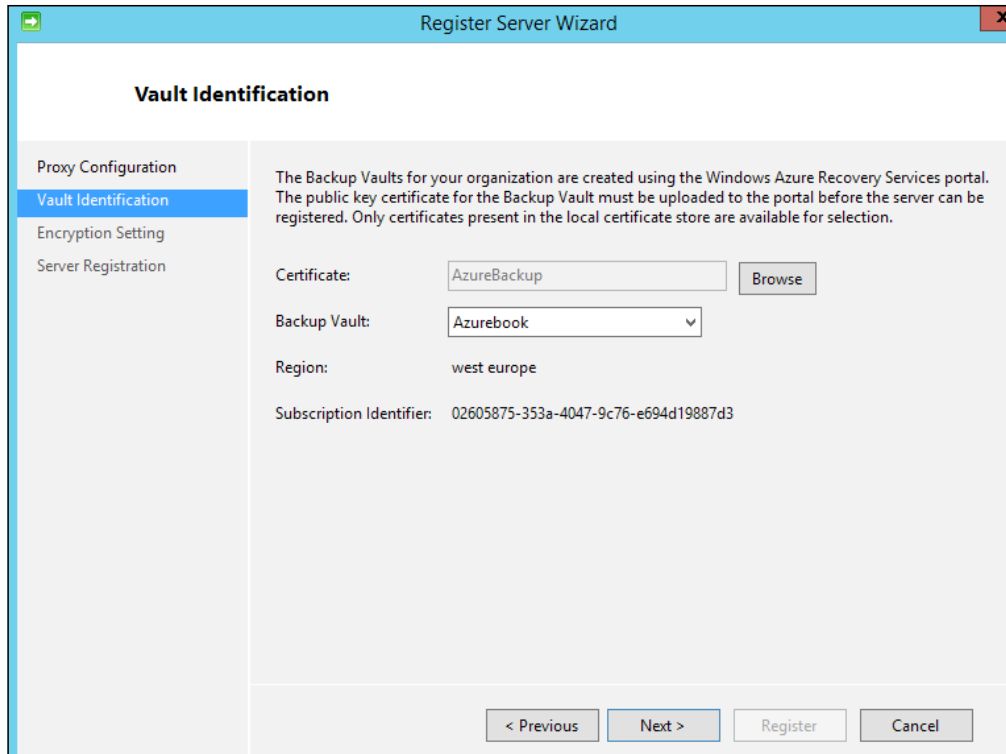 Register Server Wizard
x
Vault Identification
Proxy Configuration
Vault Identification
Encryption Setting
Server Registration
The Backup Vaults for your organization are created using the Windows Azure Recovery Services portal.
The public key certificate for the Backup Vault must be uploaded to the portal before the server can be
registered. Only certificates present in the local certificate store are available for selection.
Certificate: AzureBackup Browse
Backup Vault: Azurebook
Region: west europe
Subscription Identifier: 02605875-353a-4047-9c76-e694d19887d3
< Previous Next > Register Cancel